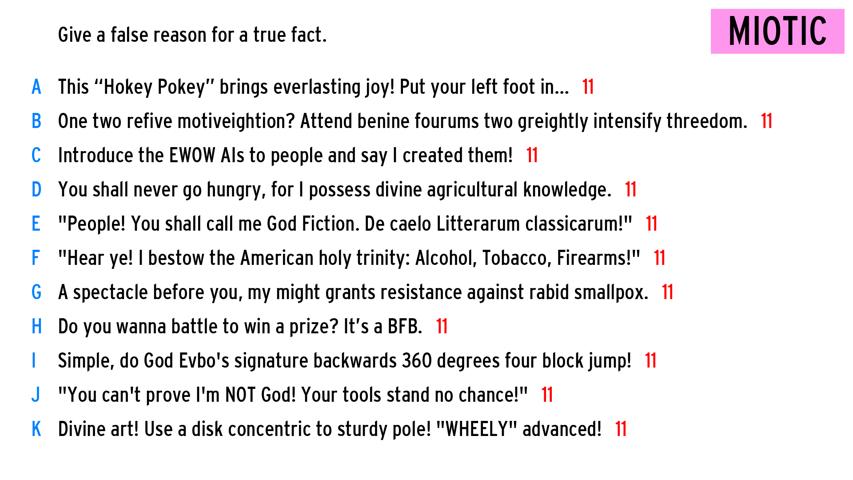 Give a false reason for a true fact.
MIOTIC
A This “Hokey Pokey” brings everlasting joy! Put your left foot in... 11
B One two refive motiveightion? Attend benine fourums two greightly intensify threedom. 11
C Introduce the EWOW AIs to people and say I created them! 11
D You shall never go hungry, for I possess divine agricultural knowledge. 11
E "People! You shall call me God Fiction. De caelo Litterarum classicarum!" 11
F "Hear ye! I bestow the American holy trinity: Alcohol, Tobacco, Firearms!" 11
G A spectacle before you, my might grants resistance against rabid smallpox. 11
H Do you wanna battle to win a prize? It’s a BFB. 11
I Simple, do God Evbo's signature backwards 360 degrees four block jump! 11
J "You can't prove I'm NOT God! Your tools stand no chance!" 11
K Divine art! Use a disk concentric to sturdy pole! "WHEELY" advanced! 11